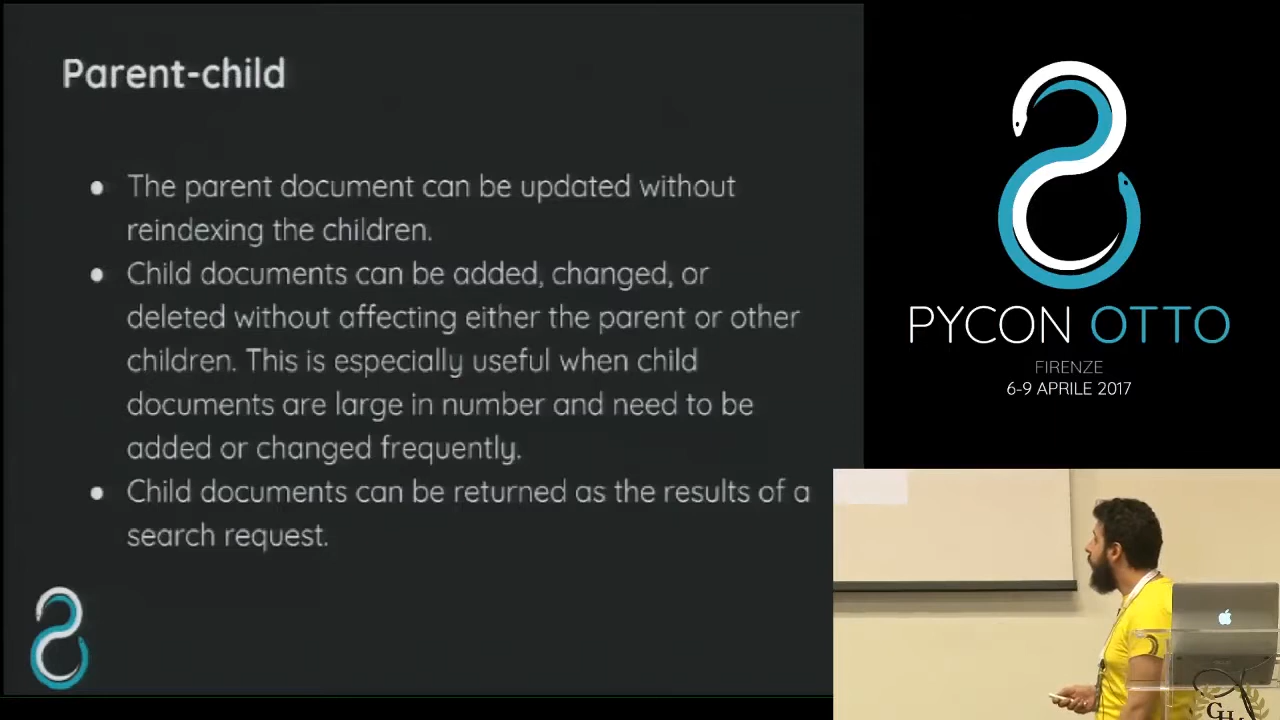 Parent-child
● The parent document can be updated without
reindexing the children.
● Child documents can be added, changed, or
deleted without affecting either the parent or other
children. This is especially useful when child
documents are large in number and need to be
added or changed frequently.
● Child documents can be returned as the results of a
search request.
PYCON OTTO
FIRENZE
6-9 APRILE 2017